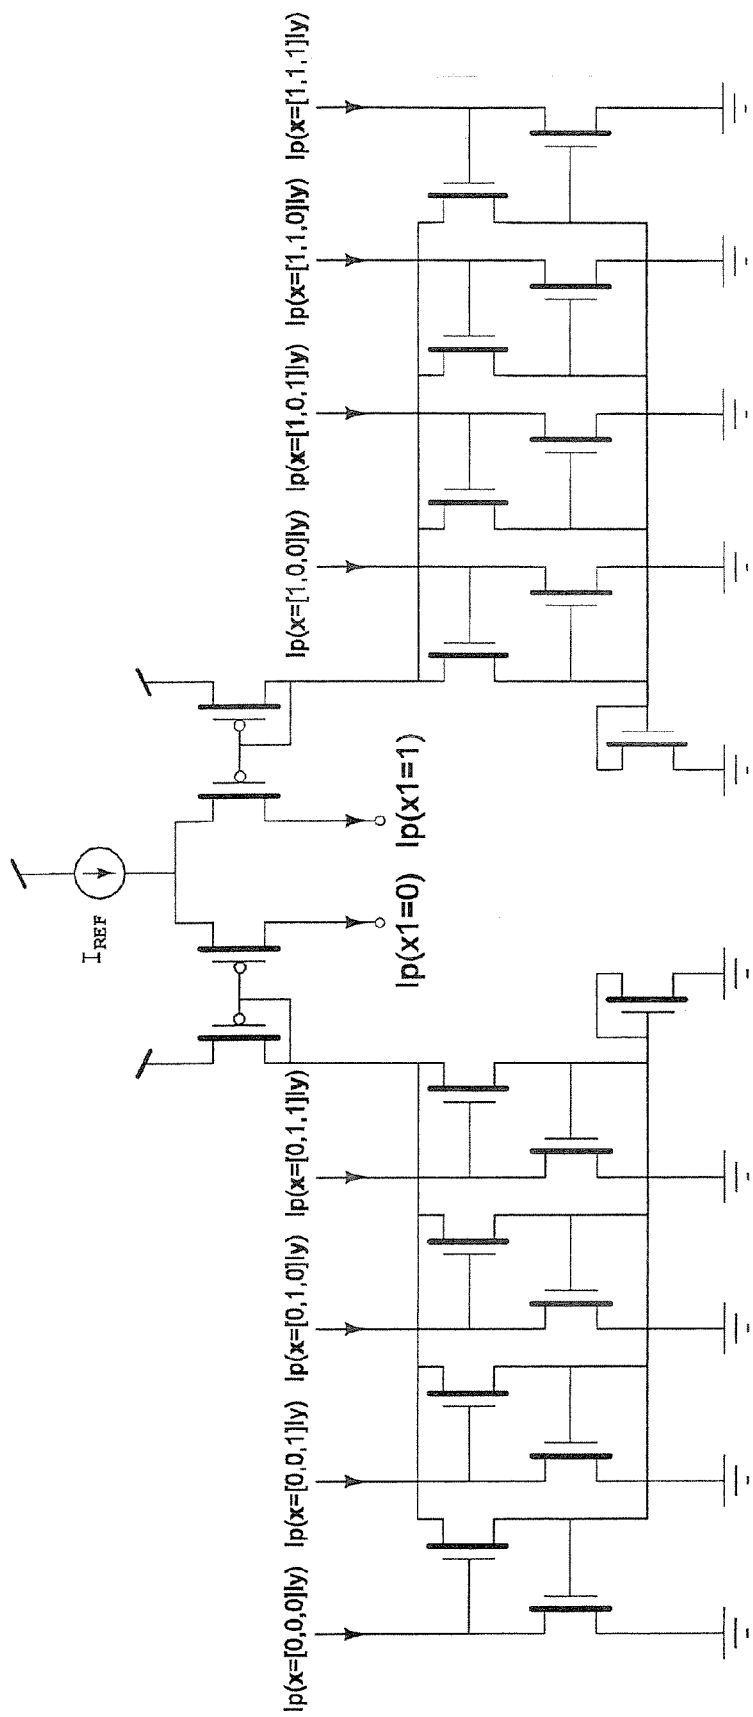 I_REF
Ip(x1=0)
Ip(x1=1)
Ip(x=[0,0,0]|y)
Ip(x=[0,0,1]|y)
Ip(x=[0,1,0]|y)
Ip(x=[0,1,1]|y)
Ip(x=[1,0,0]|y)
Ip(x=[1,0,1]|y)
Ip(x=[1,1,0]|y)
Ip(x=[1,1,1]|y)